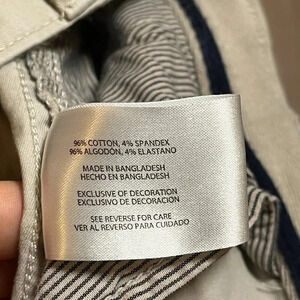 96% COTTON, 4% SPANDEX
96% ALGODÓN, 4% ELASTANO
MADE IN BANGLADESH
HECHO EN BANGLADESH
EXCLUSIVE OF DECORATION
EXCLUSIVO DE DECORACION
SEE REVERSE FOR CARE
VER AL REVERSO PARA CUIDADO